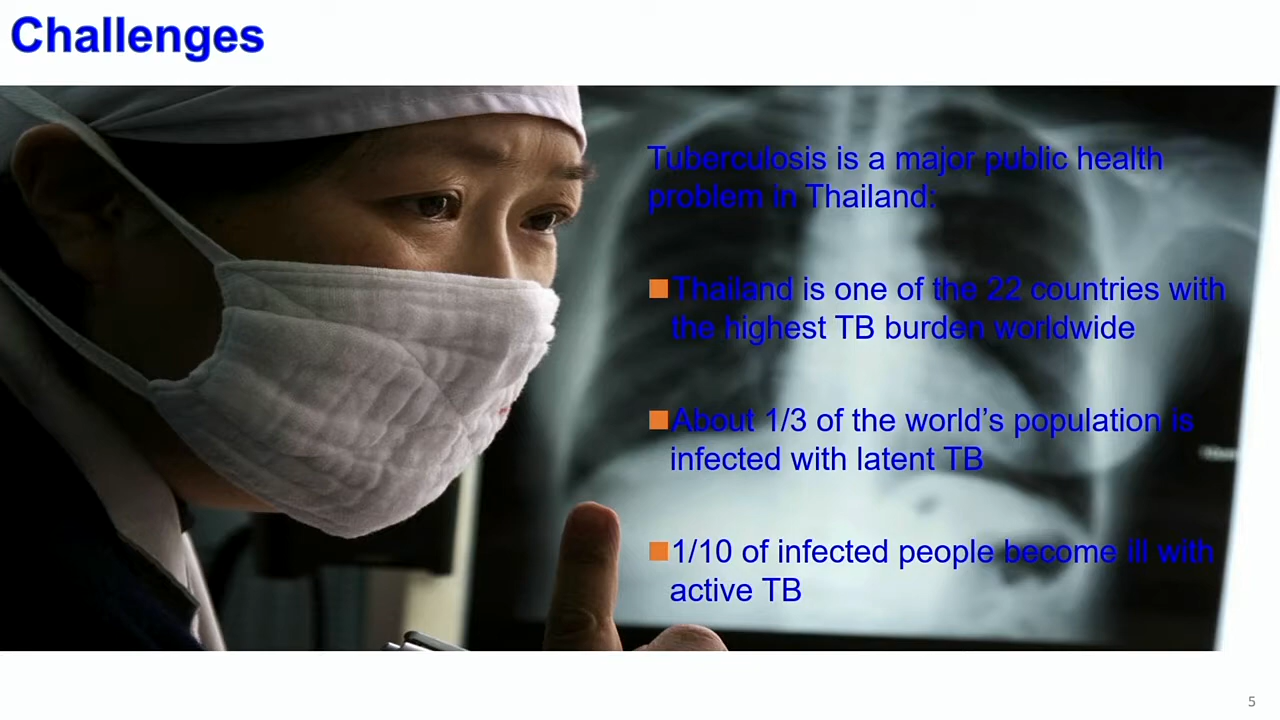 Challenges
Tuberculosis is a major public health
problem in Thailand:
Thailand is one of the 22 countries with
the highest TB burden worldwide
About 1/3 of the world’s population is
infected with latent TB
1/10 of infected people become ill with
active TB
5